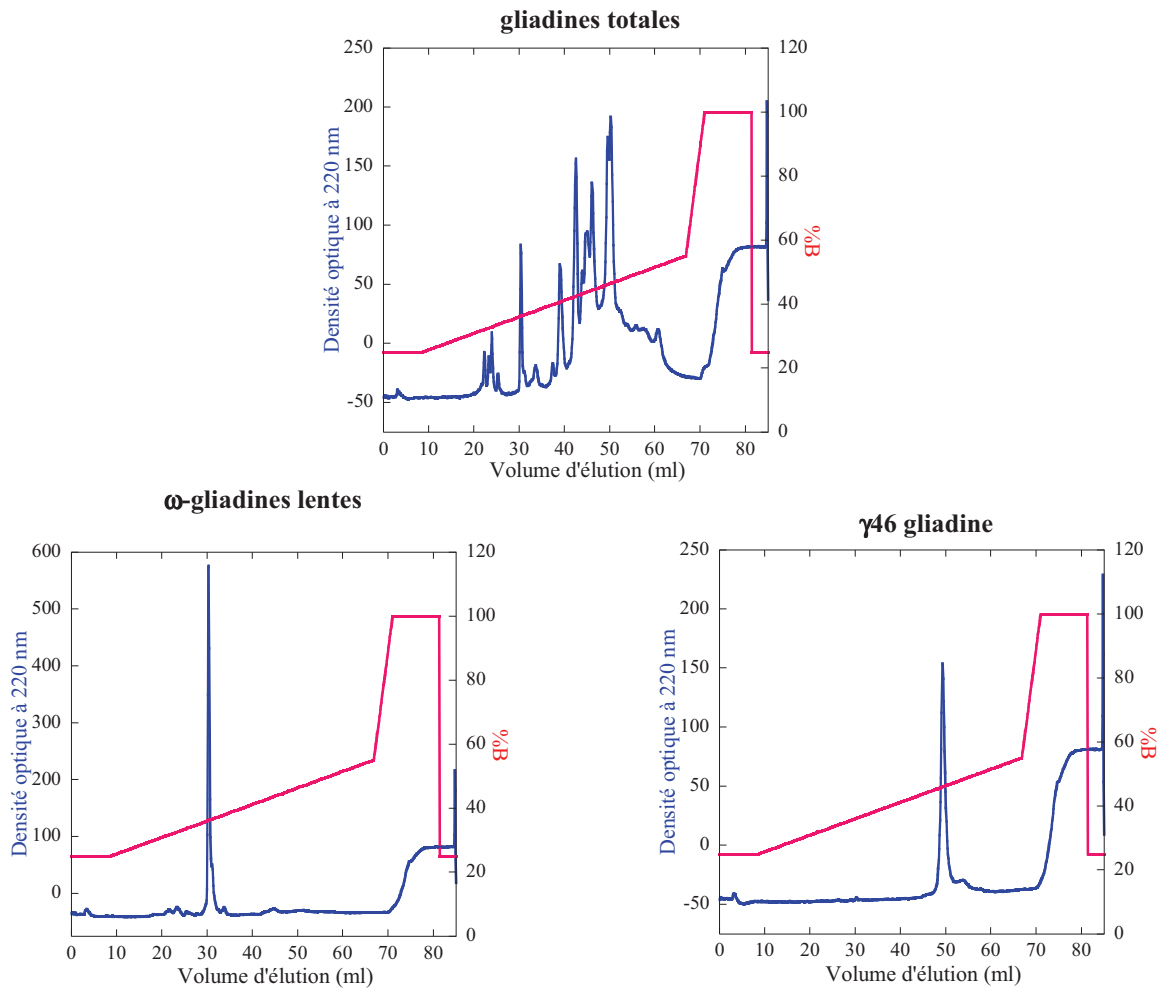 gliadines totales
250
200
150
100
50
0
-50
120
100
80
60
40
20
0
Densité optique à 220 nm
%B
0 10 20 30 40 50 60 70 80
Volume d'élution (ml)
ω-gliadines lentes
600
500
400
300
200
100
0
120
100
80
60
40
20
0
Densité optique à 220 nm
%B
0 10 20 30 40 50 60 70 80
Volume d'élution (ml)
γ46 gliadine
250
200
150
100
50
0
-50
120
100
80
60
40
20
0
Densité optique à 220 nm
%B
0 10 20 30 40 50 60 70 80
Volume d'élution (ml)